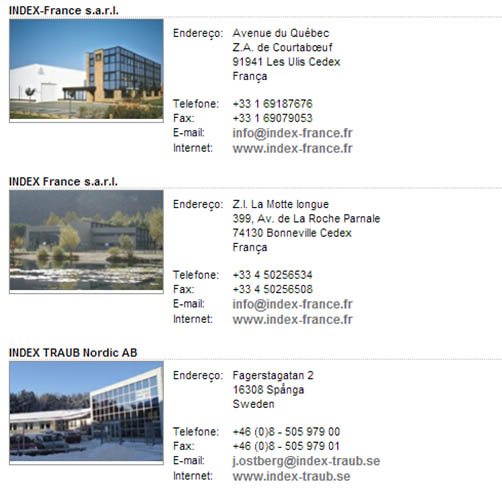 INDEX-France s.a.r.l.
Endereço: Avenue du Québec
Z.A. de Courtabœuf
91941 Les Ulis Cedex
França
Telefone: +33 1 69187676
Fax: +33 1 69079053
E-mail: info@index-france.fr
Internet: www.index-france.fr
INDEX France s.a.r.l.
Endereço: Z.I. La Motte longue
399, Av. de La Roche Parnale
74130 Bonneville Cedex
França
Telefone: +33 4 50256534
Fax: +33 4 50256508
E-mail: info@index-france.fr
Internet: www.index-france.fr
INDEX TRAUB Nordic AB
Endereço: Fagerstagatan 2
16308 Spånga
Sweden
Telefone: +46 (0)8 - 505 979 00
Fax: +46 (0)8 - 505 979 01
E-mail: j.ostberg@index-traub.se
Internet: www.index-traub.se